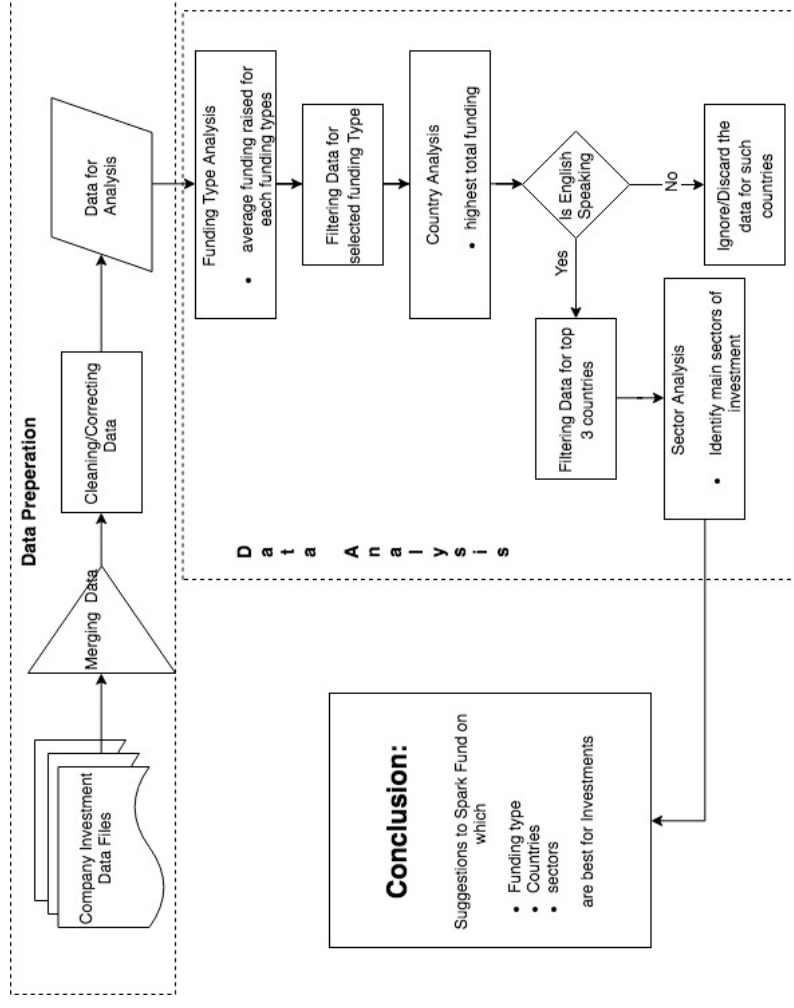 Data Preperation
Company Investment
Data Files
Merging Data
Cleaning/Correcting
Data
Data for
Analysis
Data Analysis
Funding Type Analysis
• average funding raised for
each funding types
Filtering Data for
selected funding Type
Country Analysis
• highest total funding
Is English
Speaking
Yes
No
Ignore/Discard the
data for such
countries
Filtering Data for top
3 countries
Sector Analysis
• Identify main sectors of
investment
Conclusion:
Suggestions to Spark Fund on
which
• Funding type
• Countries
• sectors
are best for Investments